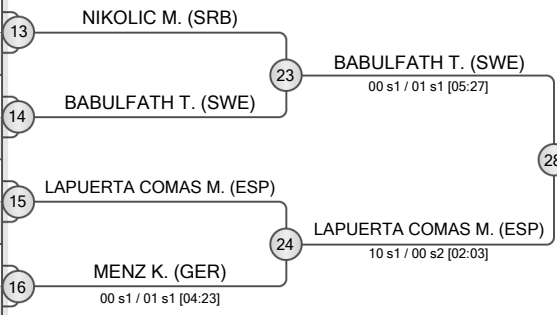 13
NIKOLIC M. (SRB)
23
BABULFATH T. (SWE)
00 s1 / 01 s1 [05:27]
14
BABULFATH T. (SWE)
28
15
LAPUERTA COMAS M. (ESP)
24
LAPUERTA COMAS M. (ESP)
10 s1 / 00 s2 [02:03]
16
MENZ K. (GER)
00 s1 / 01 s1 [04:23]